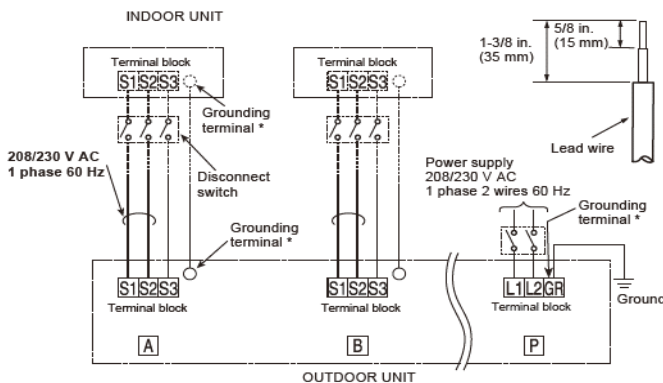 INDOOR UNIT
Terminal block
S1 S2 S3
Grounding
terminal *
Disconnect
switch
208/230 V AC
1 phase 60 Hz
Grounding
terminal *
S1 S2 S3
Terminal block
A
Terminal block
S1 S2 S3
S1 S2 S3
Terminal block
B
5/8 in.
(15 mm)
1-3/8 in.
(35 mm)
Lead wire
Power supply
208/230 V AC
1 phase 2 wires 60 Hz
Grounding
terminal *
L1 L2 GR
Terminal block
Ground
P
OUTDOOR UNIT